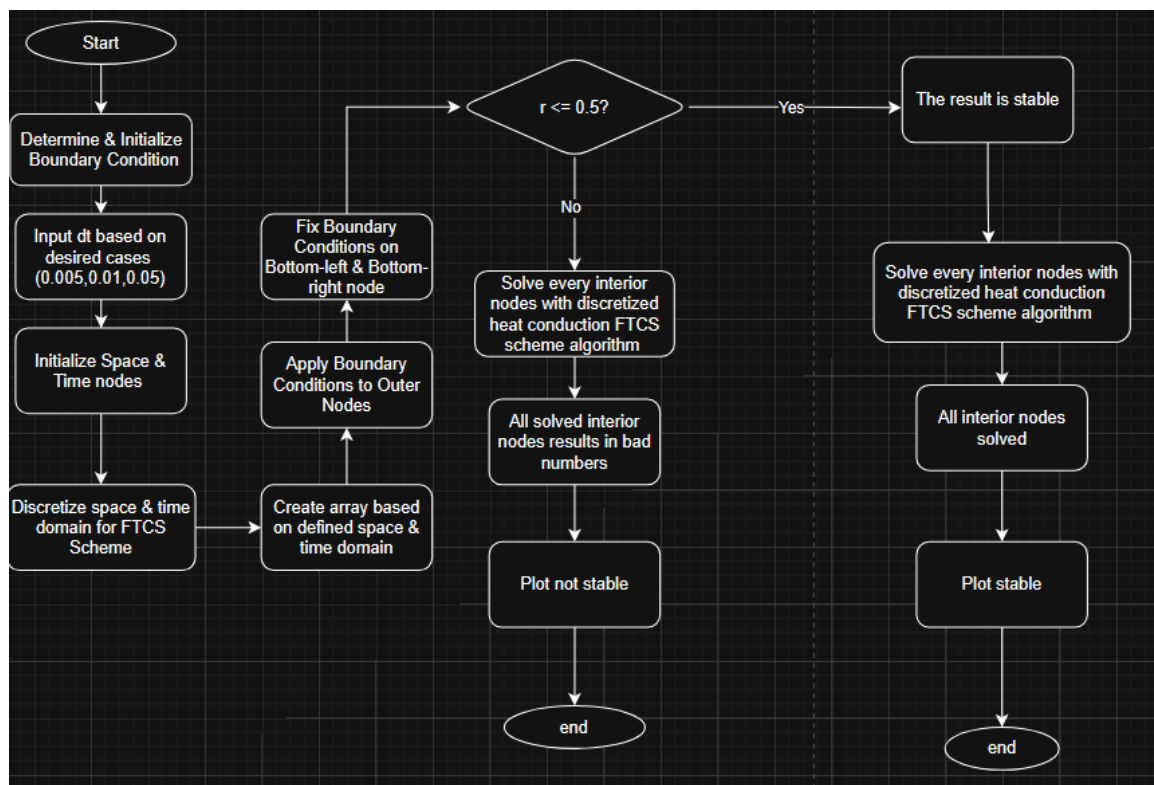 Start
Determine & Initialize
Boundary Condition
Input dt based on
desired cases
(0.005,0.01,0.05)
Initialize Space &
Time nodes
Discretize space & time
domain for FTCS
Scheme
Create array based
on defined space &
time domain
Apply Boundary
Conditions to Outer
Nodes
Fix Boundary
Conditions on
Bottom-left & Bottom-
right node
r <= 0.5?
No
Solve every interior
nodes with discretized
heat conduction FTCS
scheme algorithm
All solved interior
nodes results in bad
numbers
Plot not stable
end
Yes
The result is stable
Solve every interior nodes with
discretized heat conduction
FTCS scheme algorithm
All interior nodes
solved
Plot stable
end